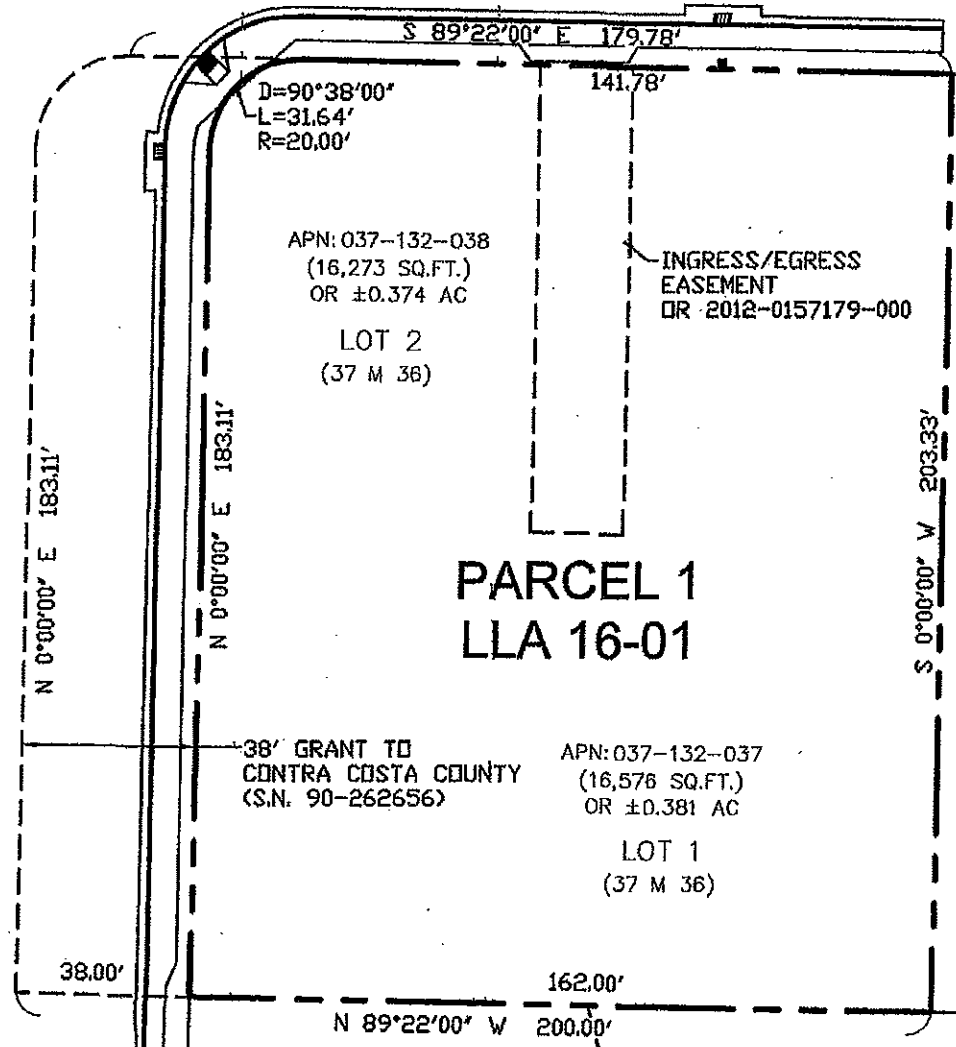 S 89°22'00" E 179.78'
141.78'
D=90°38'00"
L=31.64'
R=20.00'
APN: 037-132-038
(16,273 SQ.FT.)
OR ±0.374 AC
LOT 2
(37 M 36)
INGRESS/EGRESS
EASEMENT
OR 2012-0157179-000
N 0°00'00" E 183.11'
N 0°00'00" E 183.11'
S 0°00'00" W 203.33'
PARCEL 1
LLA 16-01
38' GRANT TO
CONTRA COSTA COUNTY
(S.N. 90-262656)
APN: 037-132-037
(16,576 SQ.FT.)
OR ±0.381 AC
LOT 1
(37 M 36)
38.00'
162.00'
N 89°22'00" W 200.00'